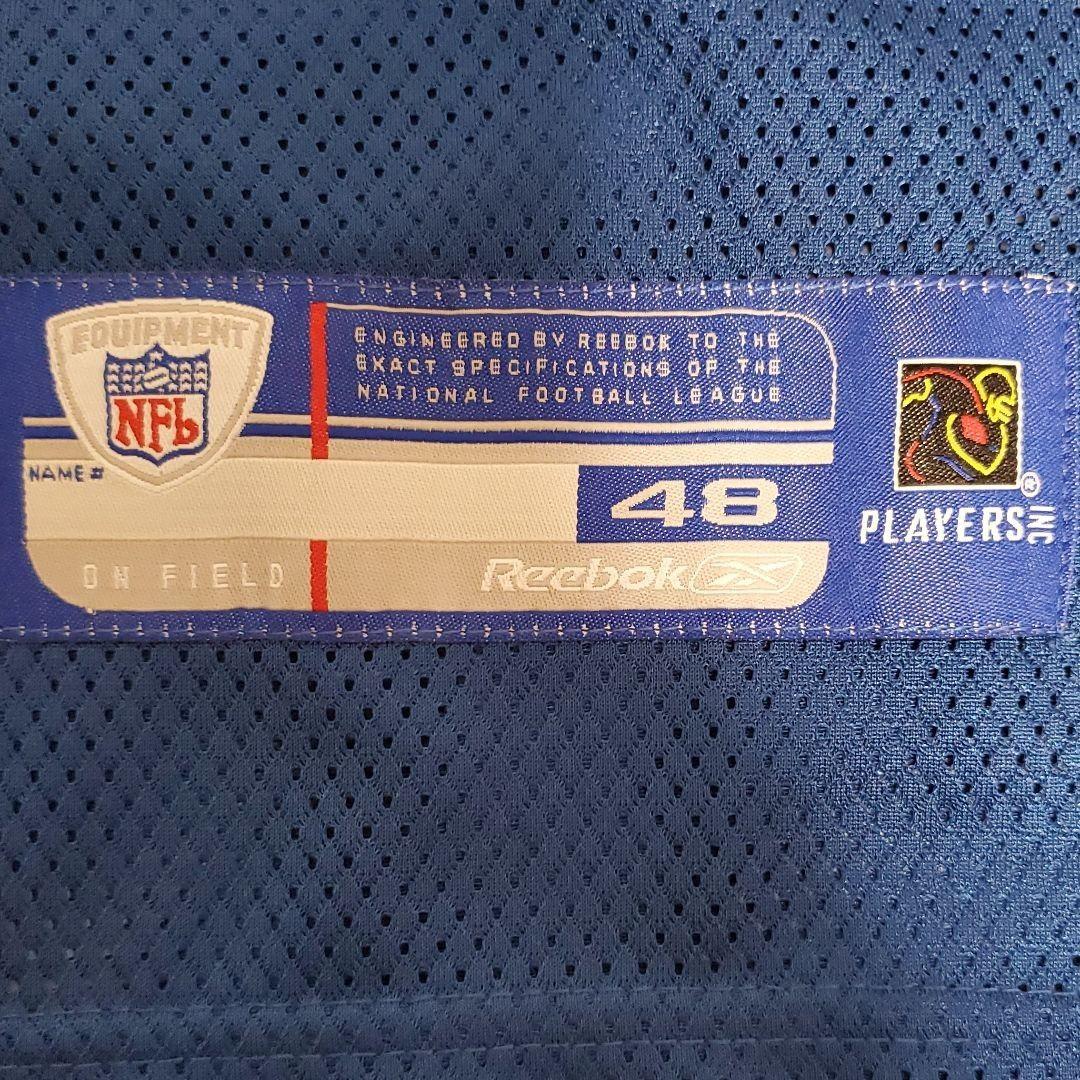 EQUIPMENT
NFL
ENGINEERED BY REEBOK TO THE
EXACT SPECIFICATIONS OF THE
NATIONAL FOOTBALL LEAGUE
NAME #
48
ON FIELD
Reebok
PLAYERS INC
®